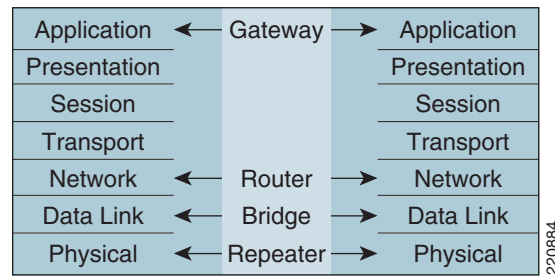 Application Gateway Application
Presentation Presentation
Session Session
Transport Transport
Network Router Network
Data Link Bridge Data Link
Physical Repeater Physical
220884